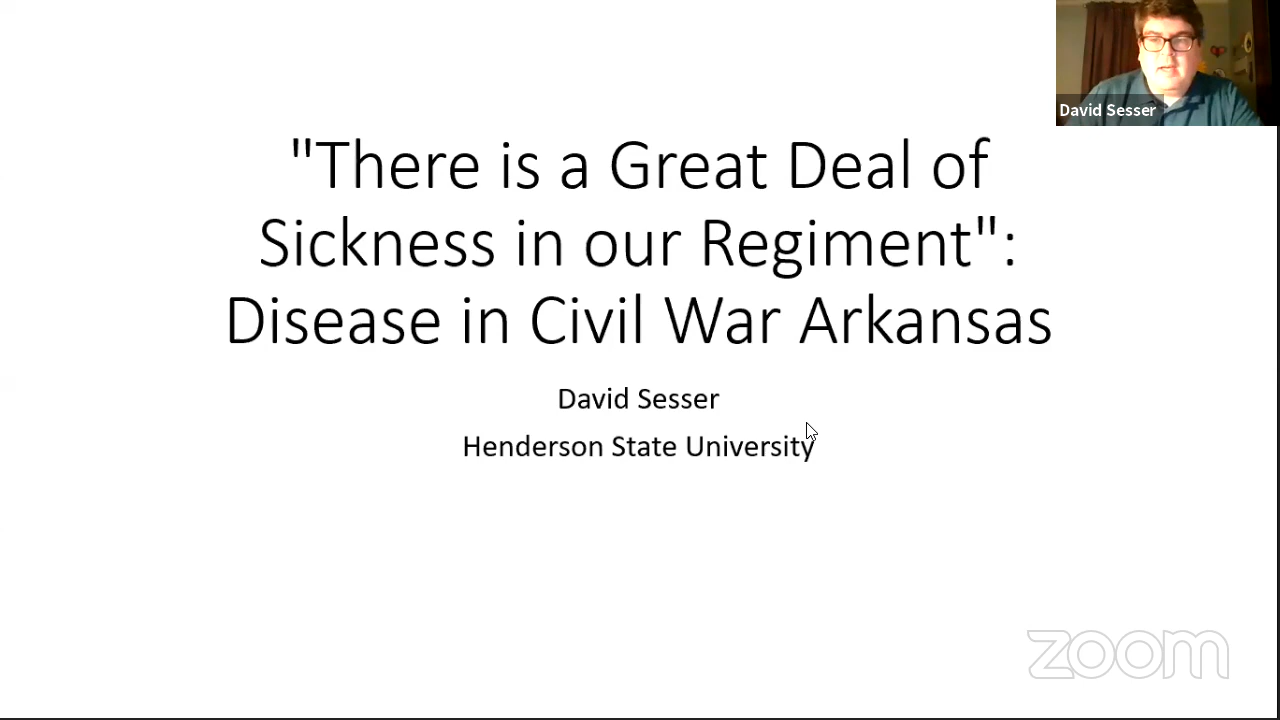 David Sesser
"There is a Great Deal of
Sickness in our Regiment":
Disease in Civil War Arkansas
David Sesser
Henderson State University
zoom